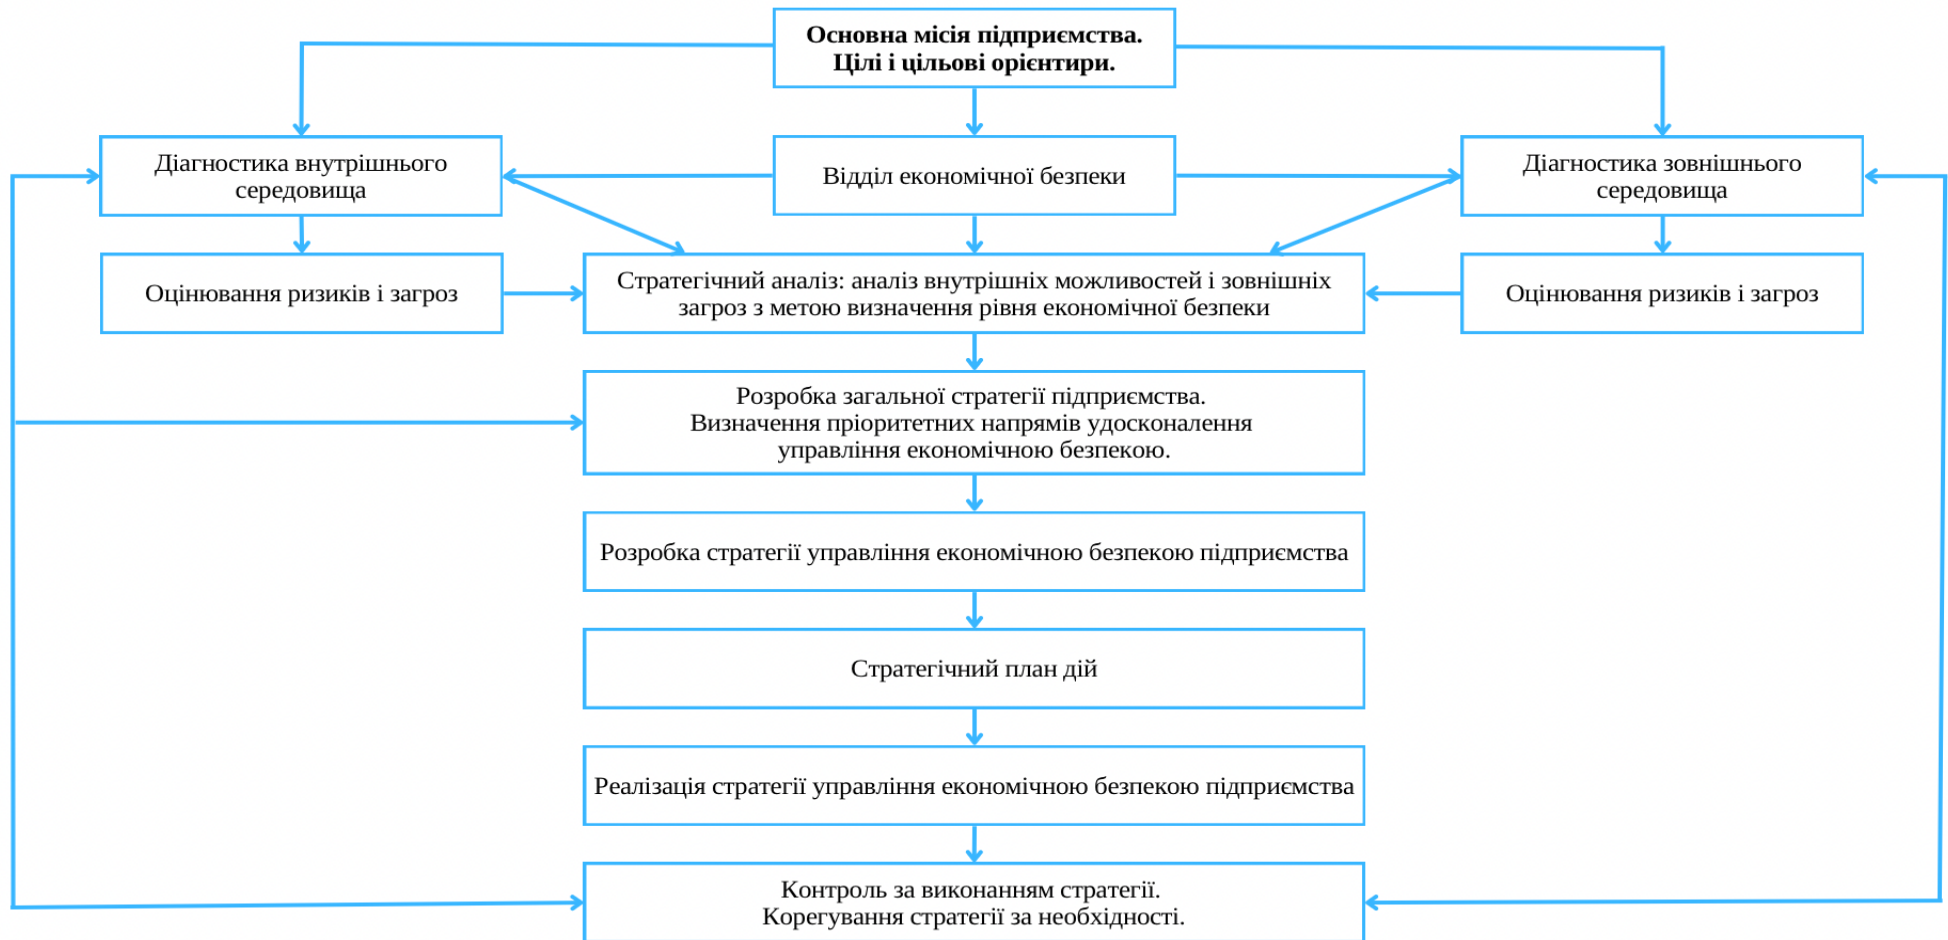 Основна місія підприємства.
Цілі і цільові орієнтири.
Діагностика внутрішнього
середовища
Відділ економічної безпеки
Діагностика зовнішнього
середовища
Оцінювання ризиків і загроз
Стратегічний аналіз: аналіз внутрішніх можливостей і зовнішніх
загроз з метою визначення рівня економічної безпеки
Оцінювання ризиків і загроз
Розробка загальної стратегії підприємства.
Визначення пріоритетних напрямів удосконалення
управління економічною безпекою.
Розробка стратегії управління економічною безпекою підприємства
Стратегічний план дій
Реалізація стратегії управління економічною безпекою підприємства
Контроль за виконанням стратегії.
Корегування стратегії за необхідності.